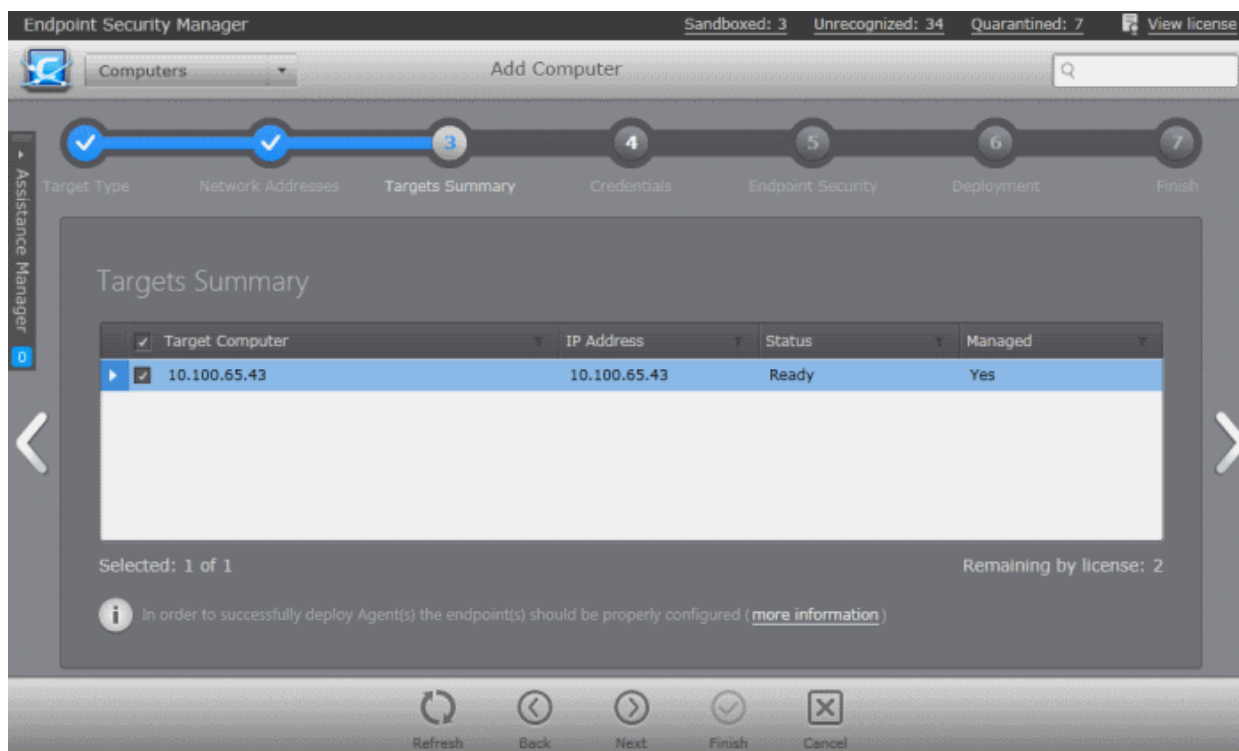 Endpoint Security Manager Sandboxed: 3 Unrecognized: 34 Quarantined: 7 View license
Computers Add Computer
3 4 5 6 7
Target Type Network Addresses Targets Summary Credentials Endpoint Security Deployment Finish
Assistance Manager
0
Targets Summary
Target Computer IP Address Status Managed
10.100.65.43 10.100.65.43 Ready Yes
Selected: 1 of 1 Remaining by license: 2
In order to successfully deploy Agent(s) the endpoint(s) should be properly configured (more information)
Refresh Back Next Finish Cancel